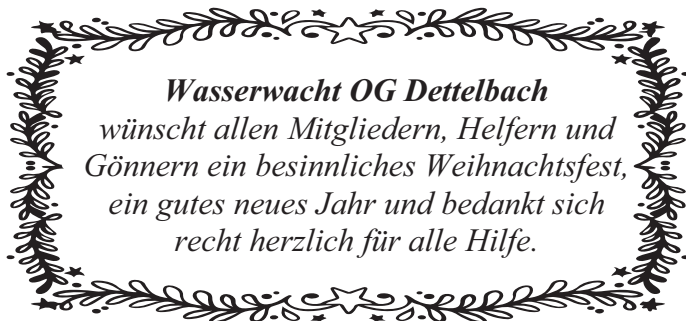 Wasserwacht OG Dettelbach
wünscht allen Mitgliedern, Helfern und
Gönnern ein besinnliches Weihnachtsfest,
ein gutes neues Jahr und bedankt sich
recht herzlich für alle Hilfe.